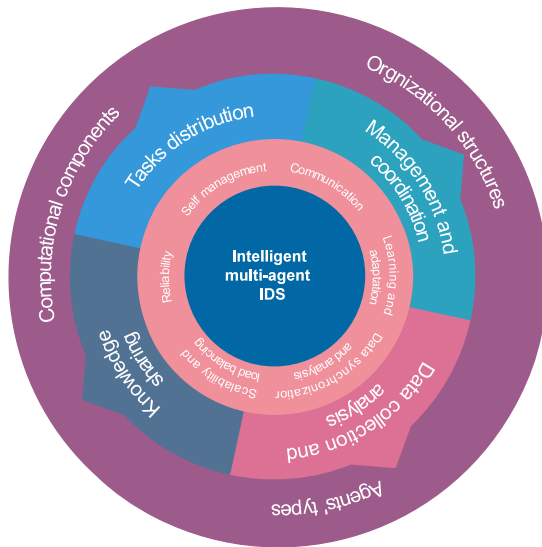 Orgnizational structures
Computational components
Agents' types
Tasks distribution
Management and
coordination
Data collection and
analysis
Knowledge
sharing
Self management
Communication
Learning and
adaptation
Data synchronization
and analysis
Scalability and
load balancing
Reliability
Intelligent
multi-agent
IDS